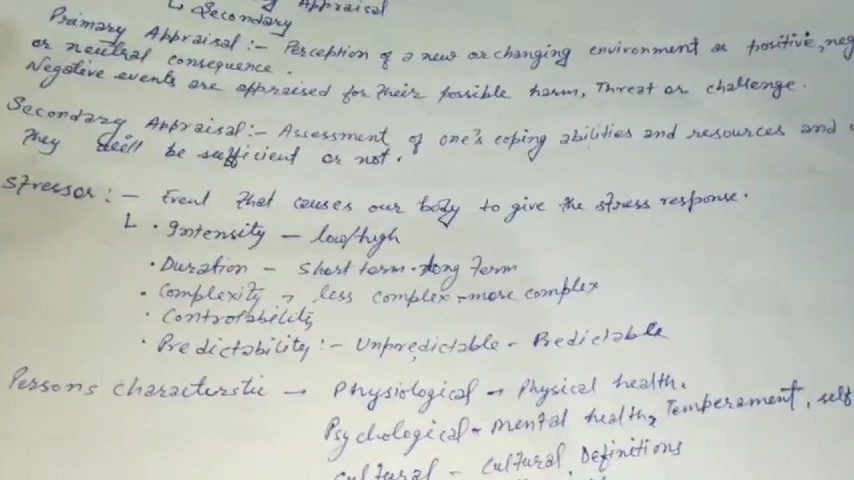 ↳ Secondary Appraisal
Primary Appraisal :- Perception of a new or changing environment as positive, neg
or neutral consequence.
Negative events are appraised for their possible harm, Threat or challenge.
Secondary Appraisal:- Assessment of one's coping abilities and resources and
They will be sufficient or not.
Stressor :- Event that causes our body to give the stress response.
↳ • Intensity - low/high
• Duration - Short term - long Term
• Complexity → less complex - more complex
• Controlability
• Predictability :- Unpredictable - Predictable
Persons characterstic → Physiological → Physical health.
Psychological - Mental health, Temperament, self
Cultural - Cultural Definitions